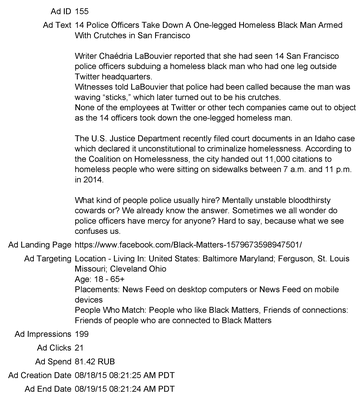 Ad ID 155
Ad Text 14 Police Officers Take Down A One-legged Homeless Black Man Armed
With Crutches in San Francisco
Writer Chaédria LaBouvier reported that she had seen 14 San Francisco
police officers subduing a homeless black man who had one leg outside
Twitter headquarters.
Witnesses told LaBouvier that police had been called because the man was
waving “sticks,” which later turned out to be his crutches.
None of the employees at Twitter or other tech companies came out to object
as the 14 officers took down the one-legged homeless man.
The U.S. Justice Department recently filed court documents in an Idaho case
which declared it unconstitutional to criminalize homelessness. According to
the Coalition on Homelessness, the city handed out 11,000 citations to
homeless people who were sitting on sidewalks between 7 a.m. and 11 p.m.
in 2014.
What kind of people police usually hire? Mentally unstable bloodthirsty
cowards or? We already know the answer. Sometimes we all wonder do
police officers have mercy for anyone? Hard to say, because what we see
confuses us.
Ad Landing Page https://www.facebook.com/Black-Matters-1579673598947501/
Ad Targeting Location - Living In: United States: Baltimore Maryland; Ferguson, St. Louis
Missouri; Cleveland Ohio
Age: 18 - 65+
Placements: News Feed on desktop computers or News Feed on mobile
devices
People Who Match: People who like Black Matters, Friends of connections:
Friends of people who are connected to Black Matters
Ad Impressions 199
Ad Clicks 21
Ad Spend 81.42 RUB
Ad Creation Date 08/18/15 08:21:25 AM PDT
Ad End Date 08/19/15 08:21:24 AM PDT